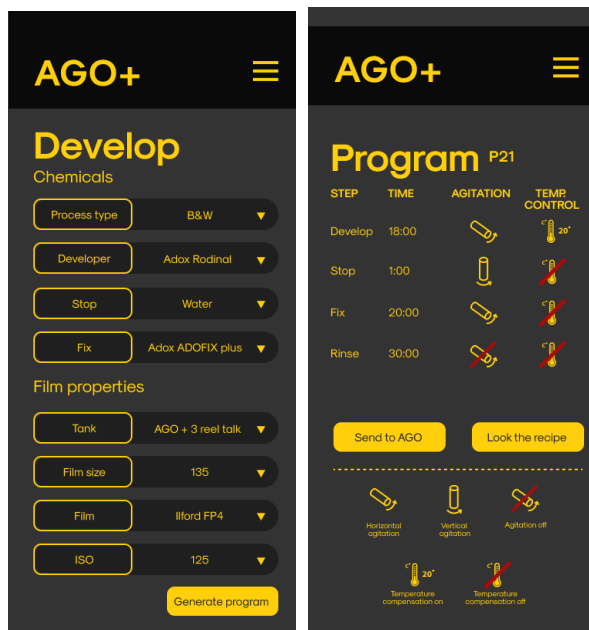 AGO+
Develop
Chemicals
Process type B&W
Developer Adox Rodinal
Stop Water
Fix Adox ADOFIX plus
Film properties
Tank AGO + 3 reel talk
Film size 135
Film Ilford FP4
ISO 125
Generate program
AGO+
Program P21
STEP TIME AGITATION TEMP. CONTROL
Develop 18:00 C° 20°
Stop 1:00 C°
Fix 20:00 C°
Rinse 30:00 C°
Send to AGO Look the recipe
Horizontal agitation
Vertical agitation
Agitation off
C° 20°
Temperature compensation on
C°
Temperature compensation off